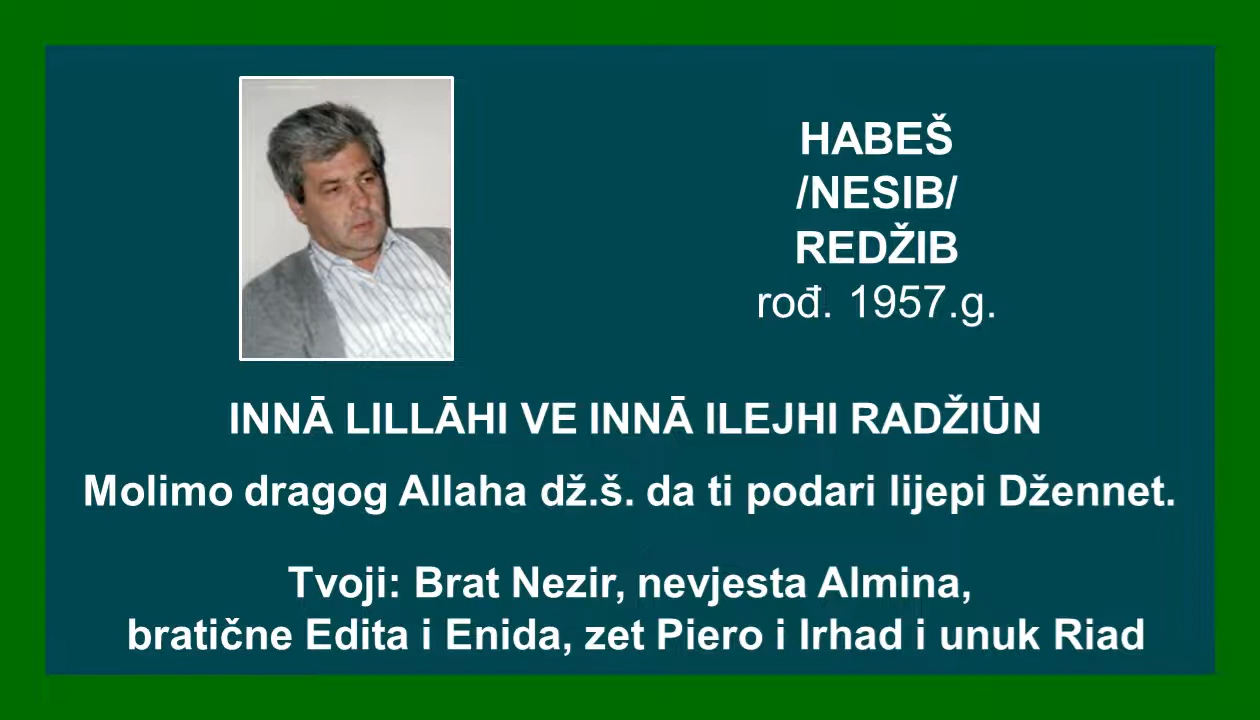 HABEŠ
/NESIB/
REDŽIB
rođ. 1957.g.
INNĀ LILLĀHI VE INNĀ ILEJHI RADŽIŪN
Molimo dragog Allaha dž.š. da ti podari lijepi Džennet.
Tvoji: Brat Nezir, nevjesta Almina,
bratične Edita i Enida, zet Piero i Irhad i unuk Riad